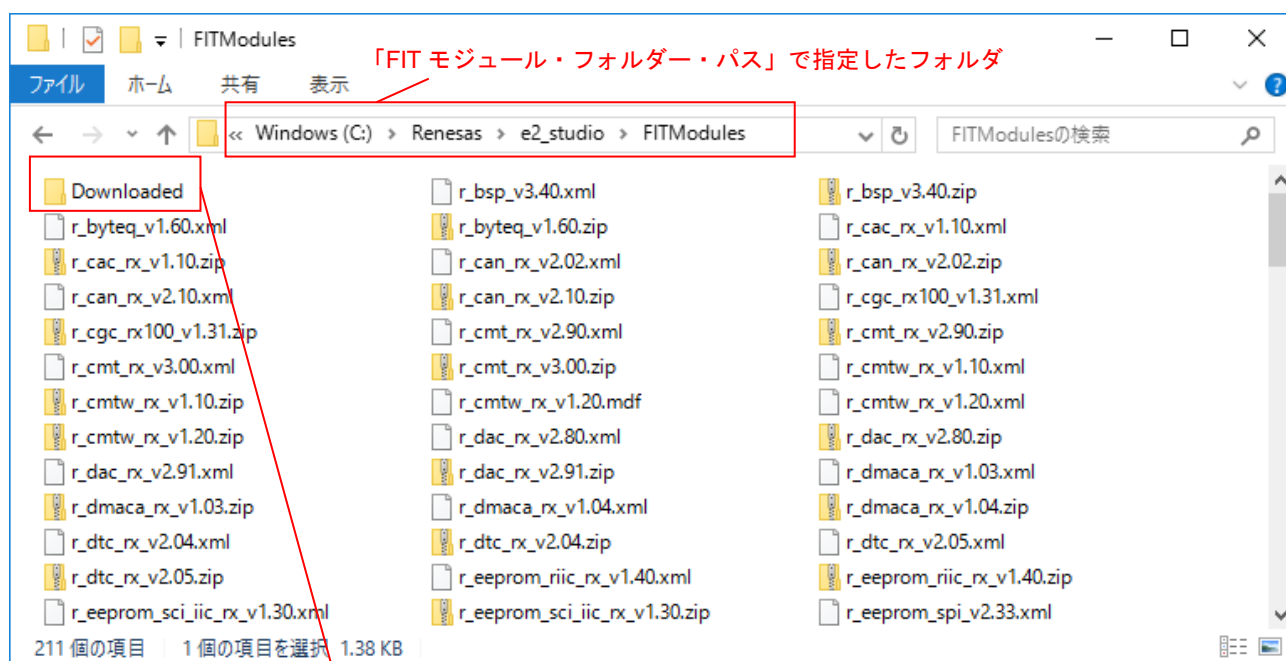 FITModules
「FIT モジュール・フォルダー・パス」で指定したフォルダ
ファイル ホーム 共有 表示
« Windows (C:) › Renesas › e2_studio › FITModules FITModulesの検索
Downloaded r_bsp_v3.40.xml r_bsp_v3.40.zip
r_byteq_v1.60.xml r_byteq_v1.60.zip r_cac_rx_v1.10.xml
r_cac_rx_v1.10.zip r_can_rx_v2.02.xml r_can_rx_v2.02.zip
r_can_rx_v2.10.xml r_can_rx_v2.10.zip r_cgc_rx100_v1.31.xml
r_cgc_rx100_v1.31.zip r_cmt_rx_v2.90.xml r_cmt_rx_v2.90.zip
r_cmt_rx_v3.00.xml r_cmt_rx_v3.00.zip r_cmtw_rx_v1.10.xml
r_cmtw_rx_v1.10.zip r_cmtw_rx_v1.20.mdf r_cmtw_rx_v1.20.xml
r_cmtw_rx_v1.20.zip r_dac_rx_v2.80.xml r_dac_rx_v2.80.zip
r_dac_rx_v2.91.xml r_dac_rx_v2.91.zip r_dmaca_rx_v1.03.xml
r_dmaca_rx_v1.03.zip r_dmaca_rx_v1.04.xml r_dmaca_rx_v1.04.zip
r_dtc_rx_v2.04.xml r_dtc_rx_v2.04.zip r_dtc_rx_v2.05.xml
r_dtc_rx_v2.05.zip r_eeprom_riic_rx_v1.40.xml r_eeprom_riic_rx_v1.40.zip
r_eeprom_sci_iic_rx_v1.30.xml r_eeprom_sci_iic_rx_v1.30.zip r_eeprom_spi_v2.33.xml
211 個の項目 1 個の項目を選択 1.38 KB